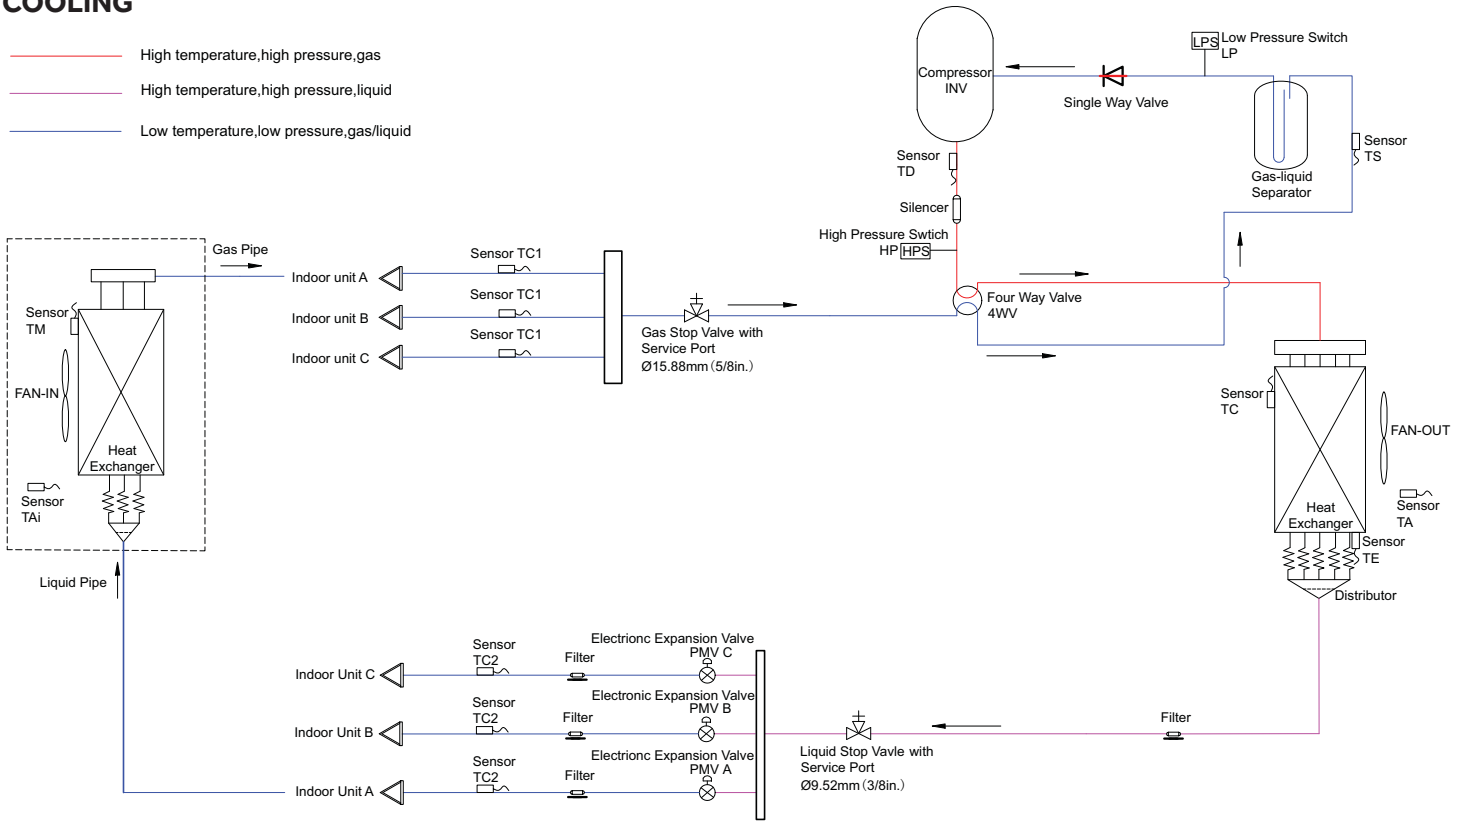 COOLING
High temperature,high pressure,gas
High temperature,high pressure,liquid
Low temperature,low pressure,gas/liquid
Compressor
INV
LPS
Low Pressure Switch
LP
Single Way Valve
Gas-liquid
Separator
Sensor
TS
Sensor
TD
Silencer
High Pressure Swtich
HP
HPS
Four Way Valve
4WV
Gas Pipe
Indoor unit A
Indoor unit B
Indoor unit C
Sensor TC1
Sensor TC1
Sensor TC1
Gas Stop Valve with
Service Port
Ø15.88mm(5/8in.)
Sensor
TM
FAN-IN
Heat
Exchanger
Sensor
TAi
Liquid Pipe
Sensor
TC
FAN-OUT
Heat
Exchanger
Sensor
TA
Sensor
TE
Distributor
Indoor Unit C
Sensor
TC2
Filter
Electrionc Expansion Valve
PMV C
Indoor Unit B
Sensor
TC2
Filter
Electronic Expansion Valve
PMV B
Indoor Unit A
Sensor
TC2
Filter
Electrionc Expansion Valve
PMV A
Liquid Stop Vavle with
Service Port
Ø9.52mm(3/8in.)
Filter